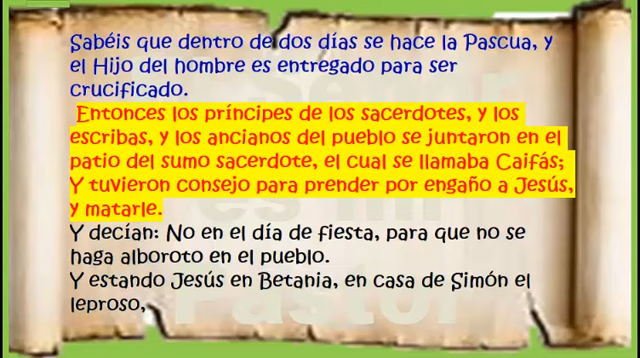 Sabéis que dentro de dos días se hace la Pascua, y
el Hijo del hombre es entregado para ser
crucificado.
Entonces los príncipes de los sacerdotes, y los
escribas, y los ancianos del pueblo se juntaron en el
patio del sumo sacerdote, el cual se llamaba Caifás;
Y tuvieron consejo para prender por engaño a Jesús,
y matarle.
Y decían: No en el día de fiesta, para que no se
haga alboroto en el pueblo.
Y estando Jesús en Betania, en casa de Simón el
leproso,
es mi
Pastor